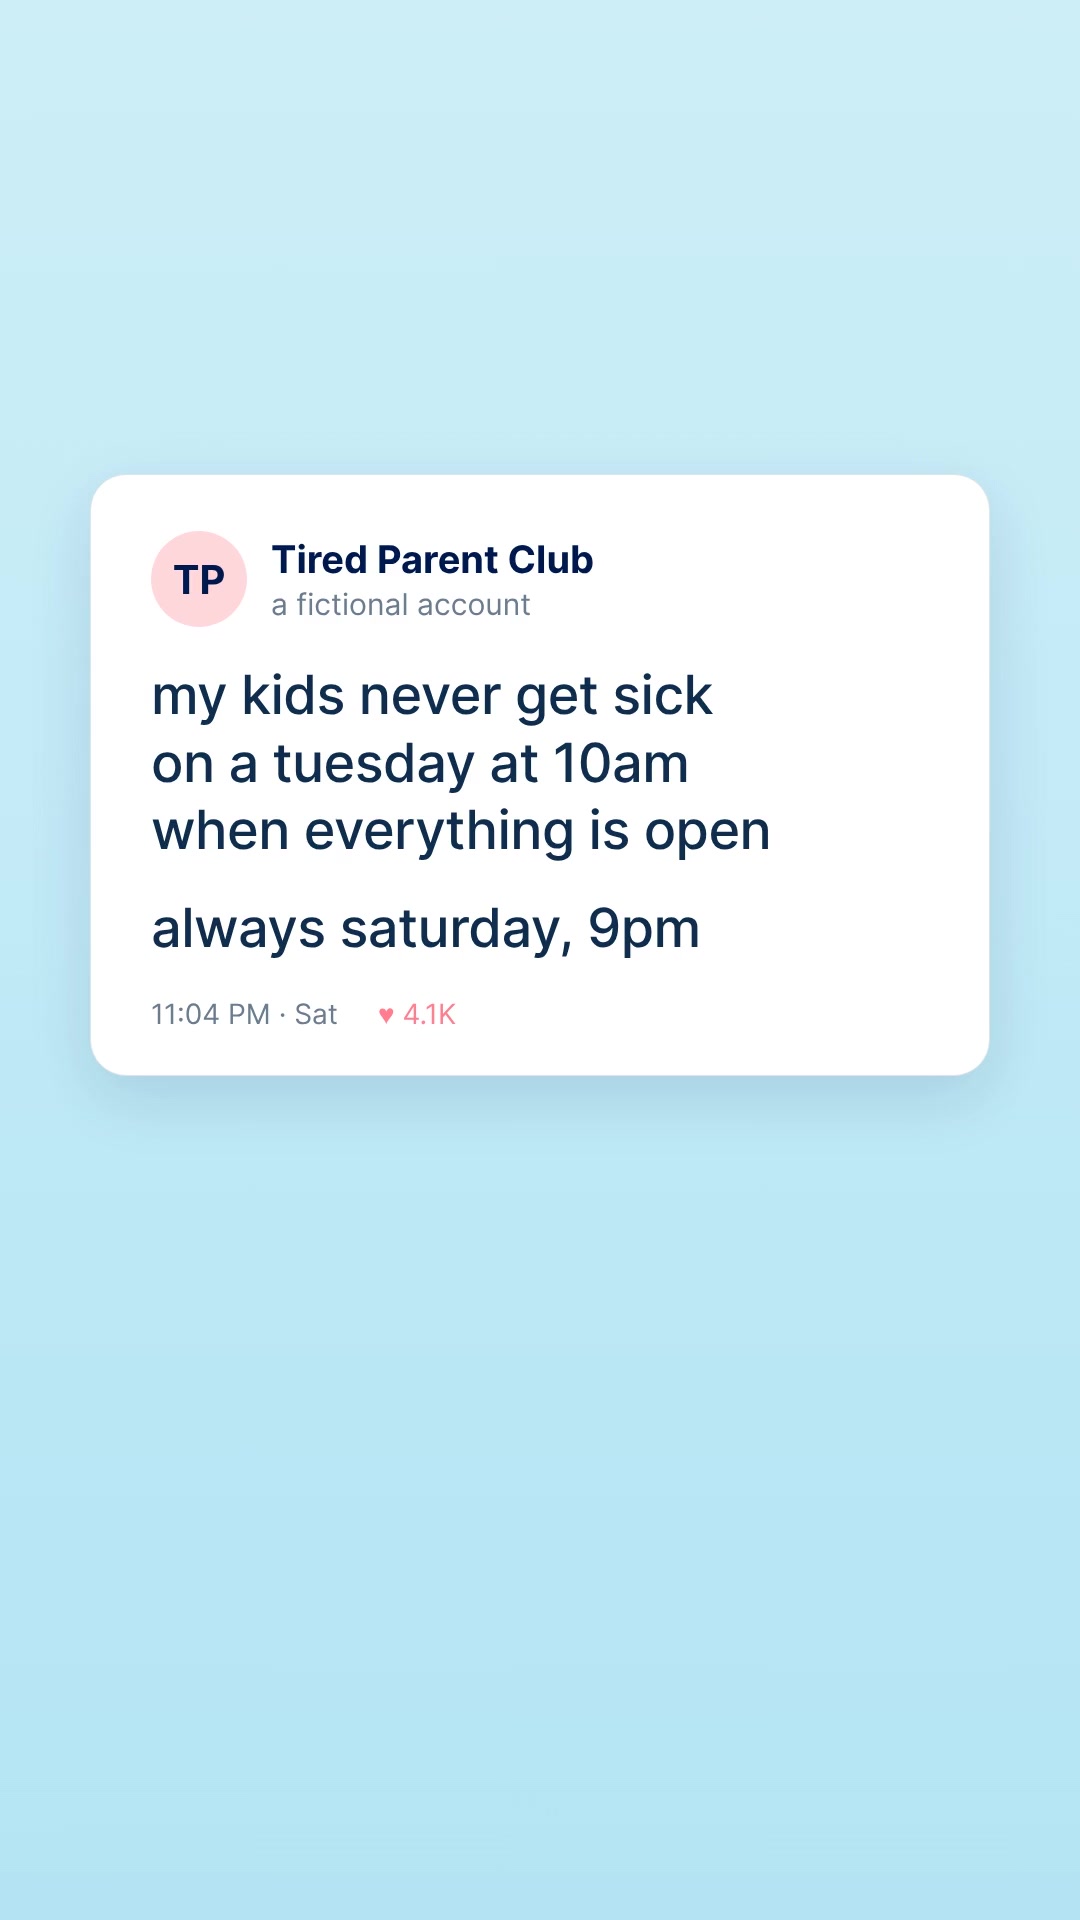 TP
Tired Parent Club
a fictional account
my kids never get sick
on a tuesday at 10am
when everything is open
always saturday, 9pm
11:04 PM · Sat ♥ 4.1K